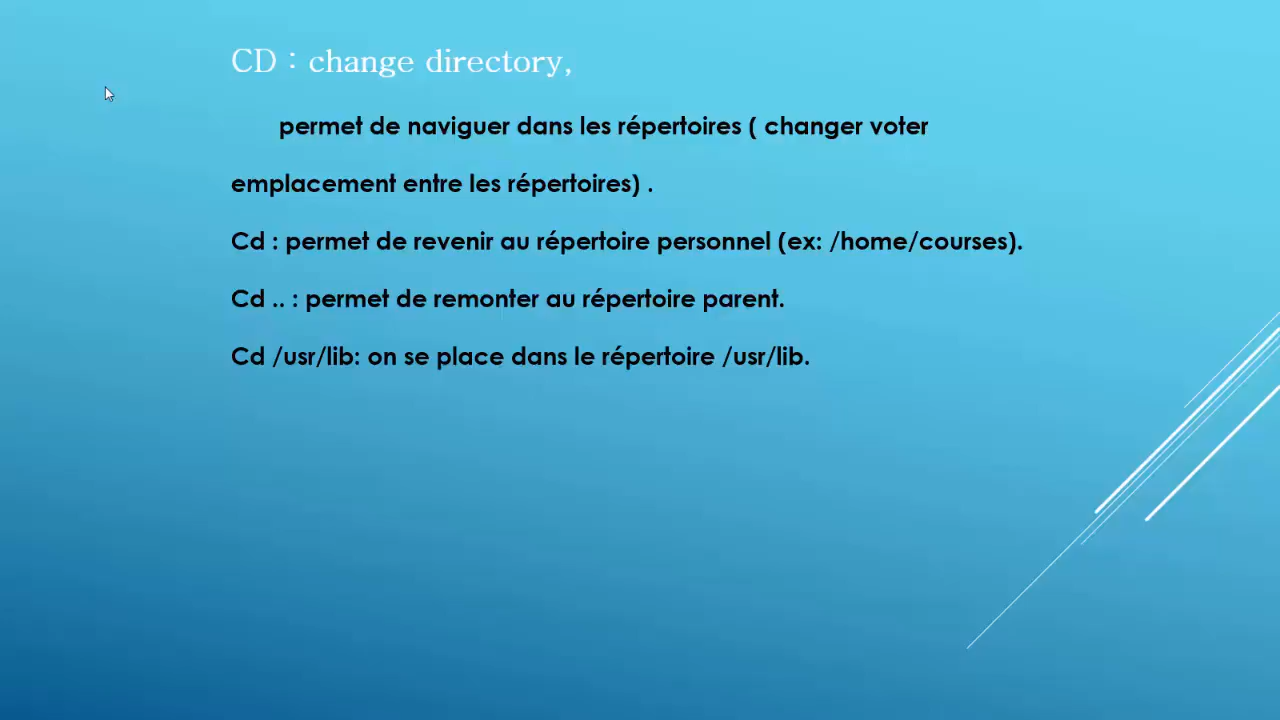 CD : change directory,
permet de naviguer dans les répertoires ( changer voter
emplacement entre les répertoires) .
Cd : permet de revenir au répertoire personnel (ex: /home/courses).
Cd .. : permet de remonter au répertoire parent.
Cd /usr/lib: on se place dans le répertoire /usr/lib.